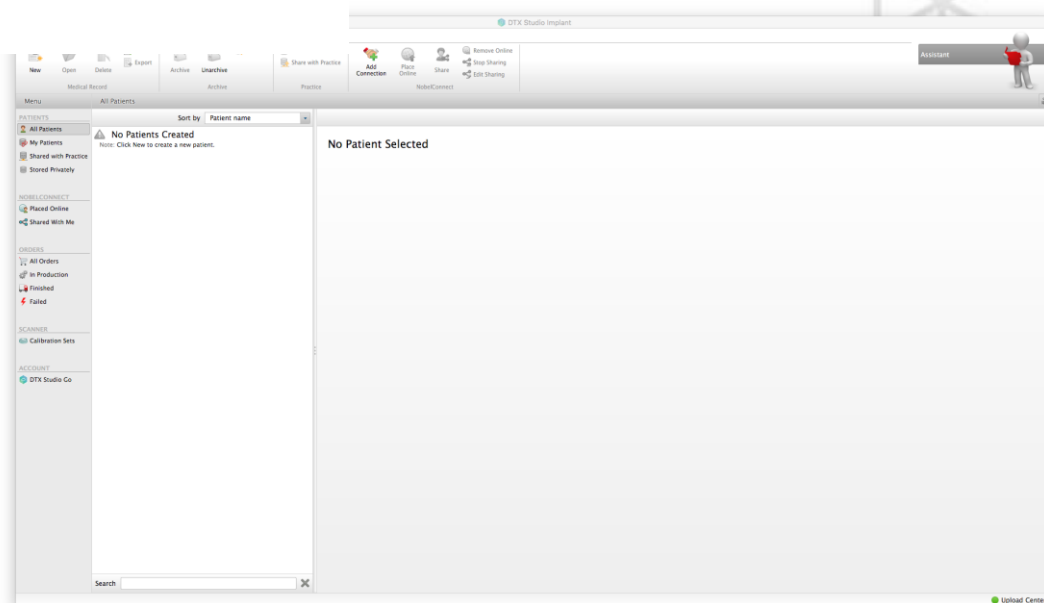 DTX Studio Implant
Remove Online
Export
Share with Practice
Stop Sharing
Assistant
New Open Delete Archive Unarchive Add Connection Place Online Share Edit Sharing
Medical Record Archive Practice NobelConnect
Menu All Patients
PATIENTS Sort by Patient name
All Patients No Patients Created
Note: Click New to create a new patient.
My Patients No Patient Selected
Shared with Practice
Stored Privately
NOBELCONNECT
Placed Online
Shared With Me
ORDERS
All Orders
In Production
Finished
Failed
SCANNER
Calibration Sets
ACCOUNT
DTX Studio Go
Search
Upload Cente